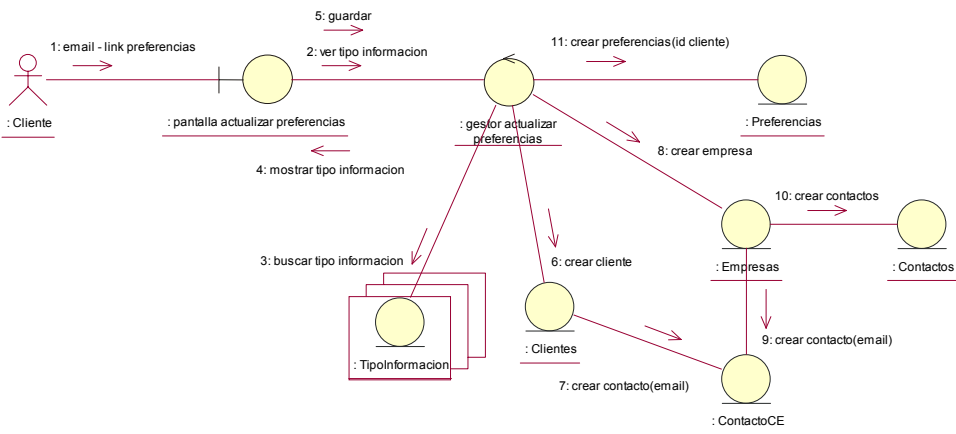 5: guardar
1: email - link preferencias
2: ver tipo informacion
11: crear preferencias(id cliente)
: Cliente
: pantalla actualizar preferencias
: gestor actualizar
preferencias
: Preferencias
4: mostrar tipo informacion
8: crear empresa
10: crear contactos
3: buscar tipo informacion
6: crear cliente
: Empresas
: Contactos
: TipoInformacion
: Clientes
9: crear contacto(email)
7: crear contacto(email)
: ContactoCE